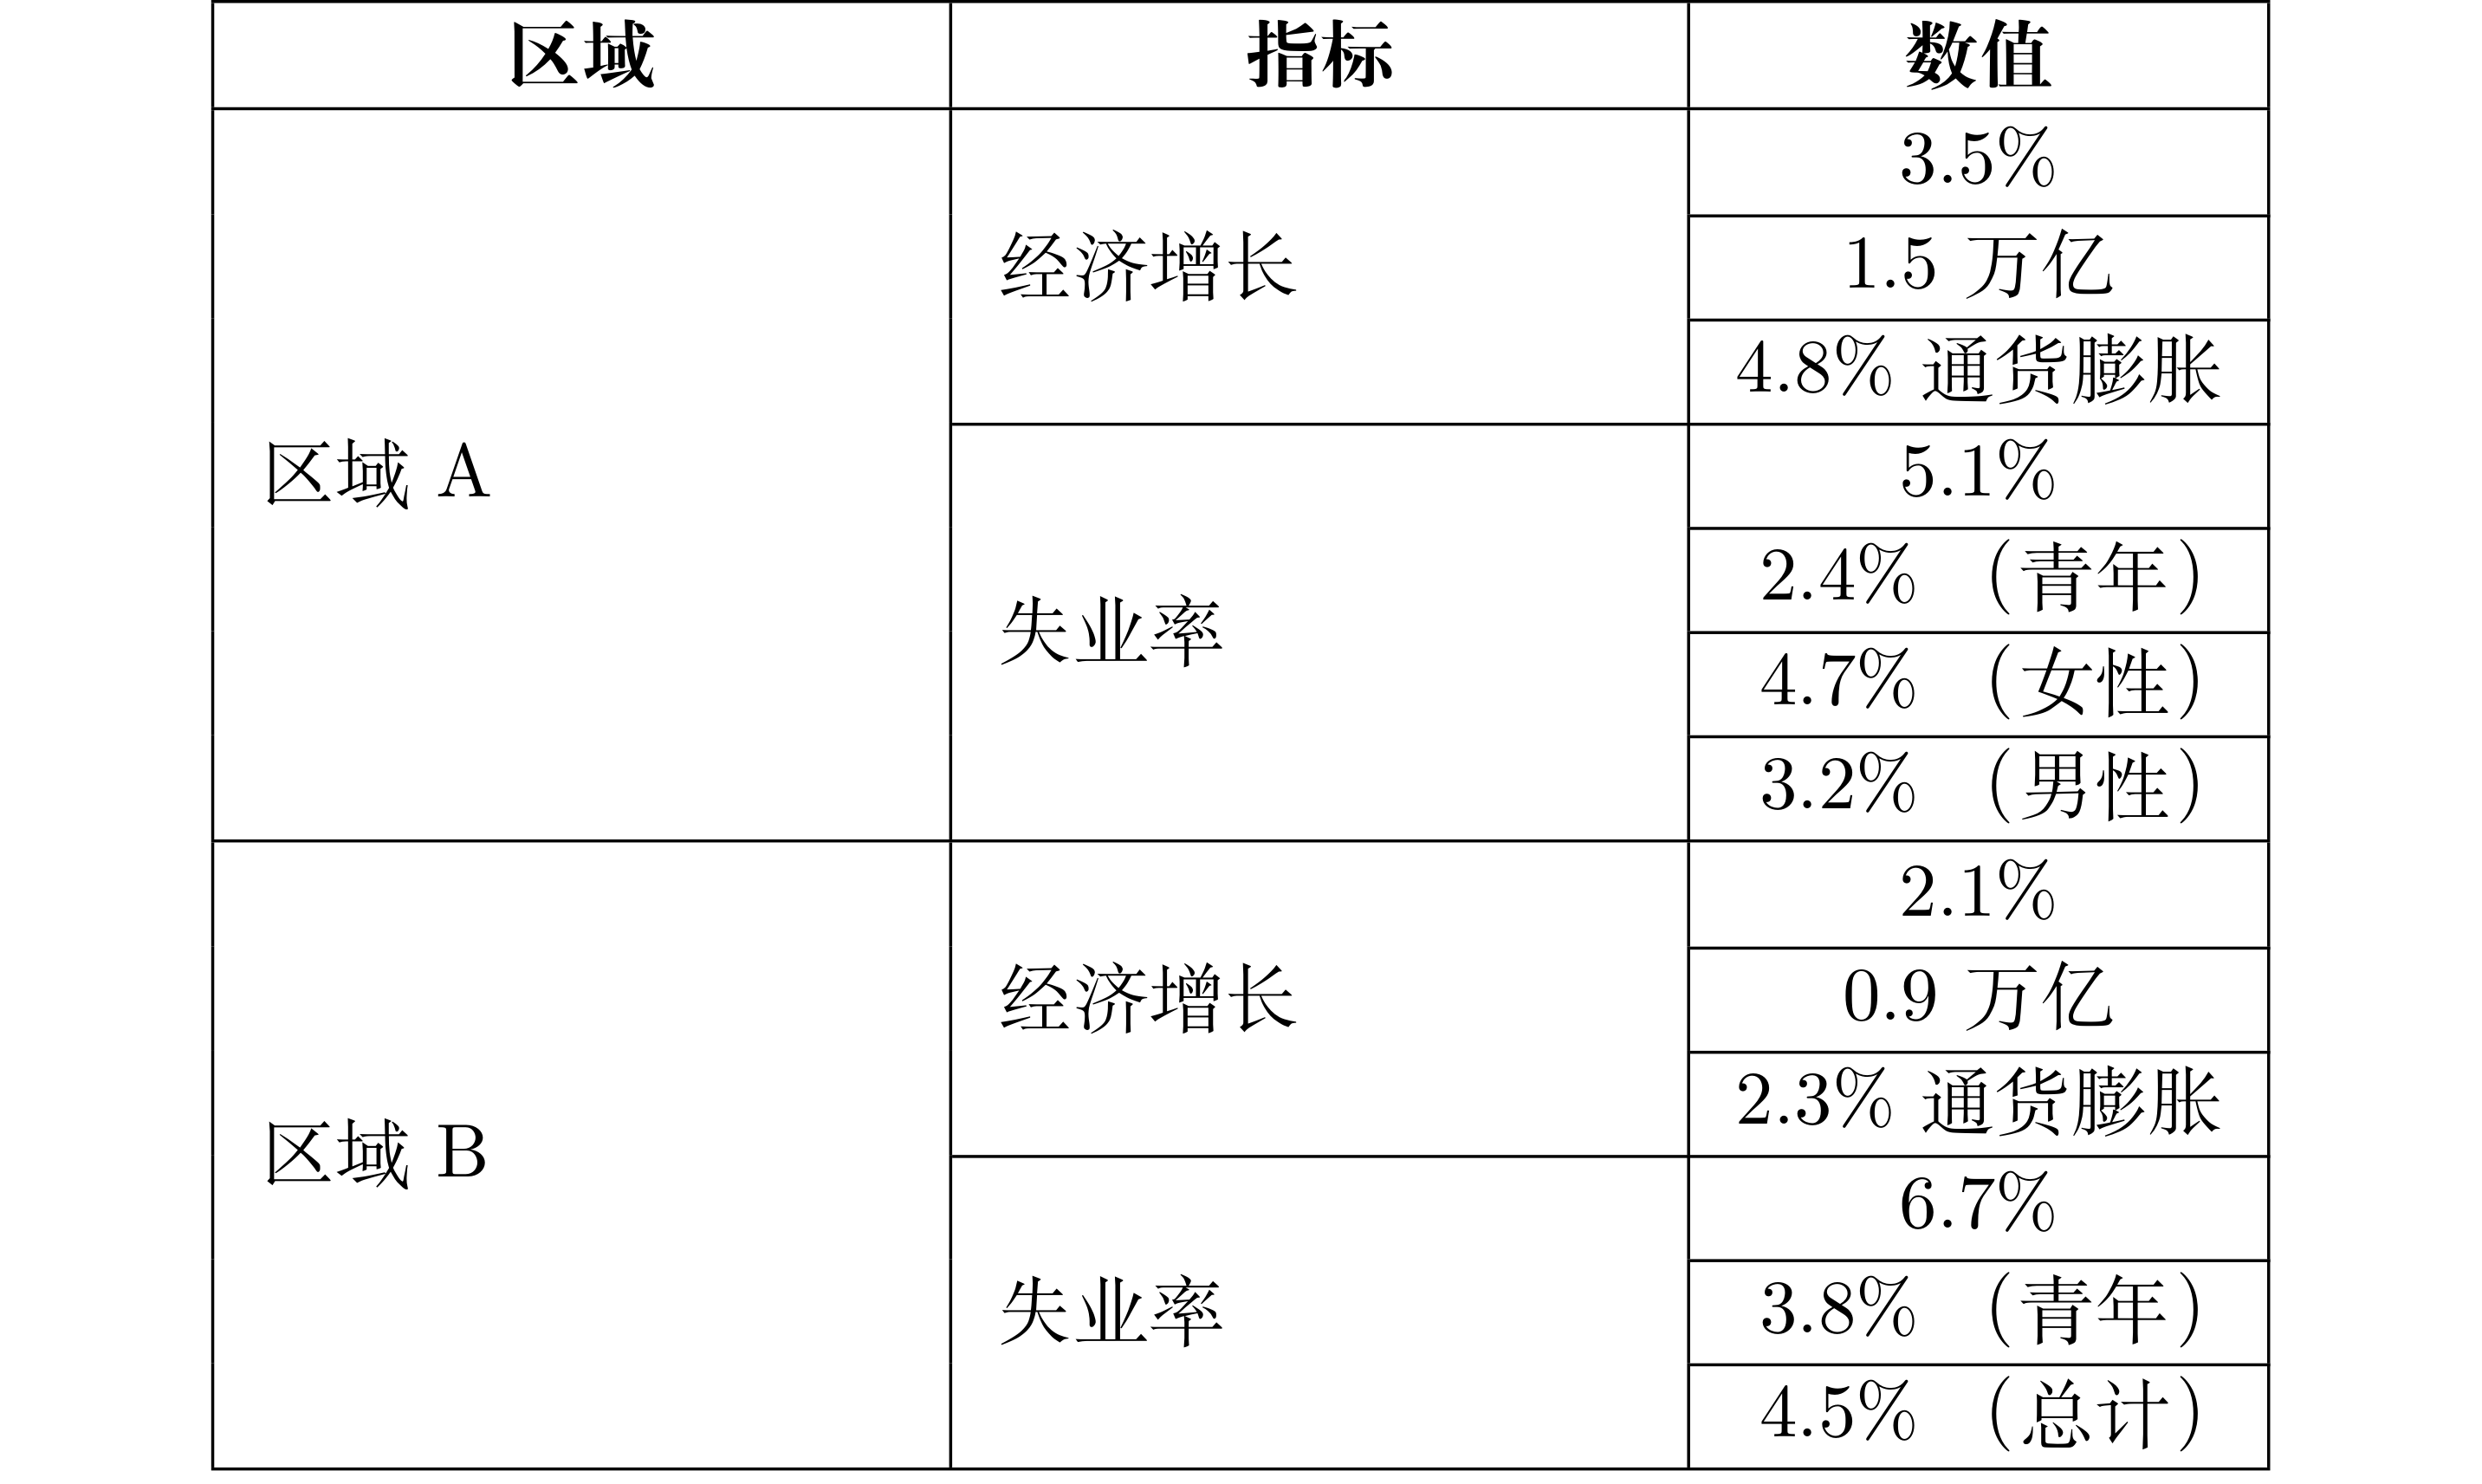 区域 指标 数值
3.5%
经济增长 1.5 万亿
4.8% 通货膨胀
区域 A 5.1%
2.4% （青年）
失业率 4.7% （女性）
3.2% （男性）
2.1%
经济增长 0.9 万亿
2.3% 通货膨胀
区域 B 6.7%
失业率 3.8% （青年）
4.5% （总计）